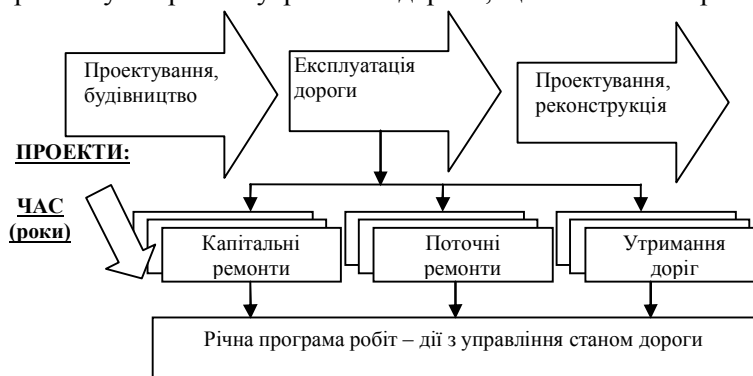 Проектування,
будівництво
Експлуатація
дороги
Проектування,
реконструкція
ПРОЕКТИ:
ЧАС
(роки)
Капітальні
ремонти
Поточні
ремонти
Утримання
доріг
Річна програма робіт – дії з управління станом дороги